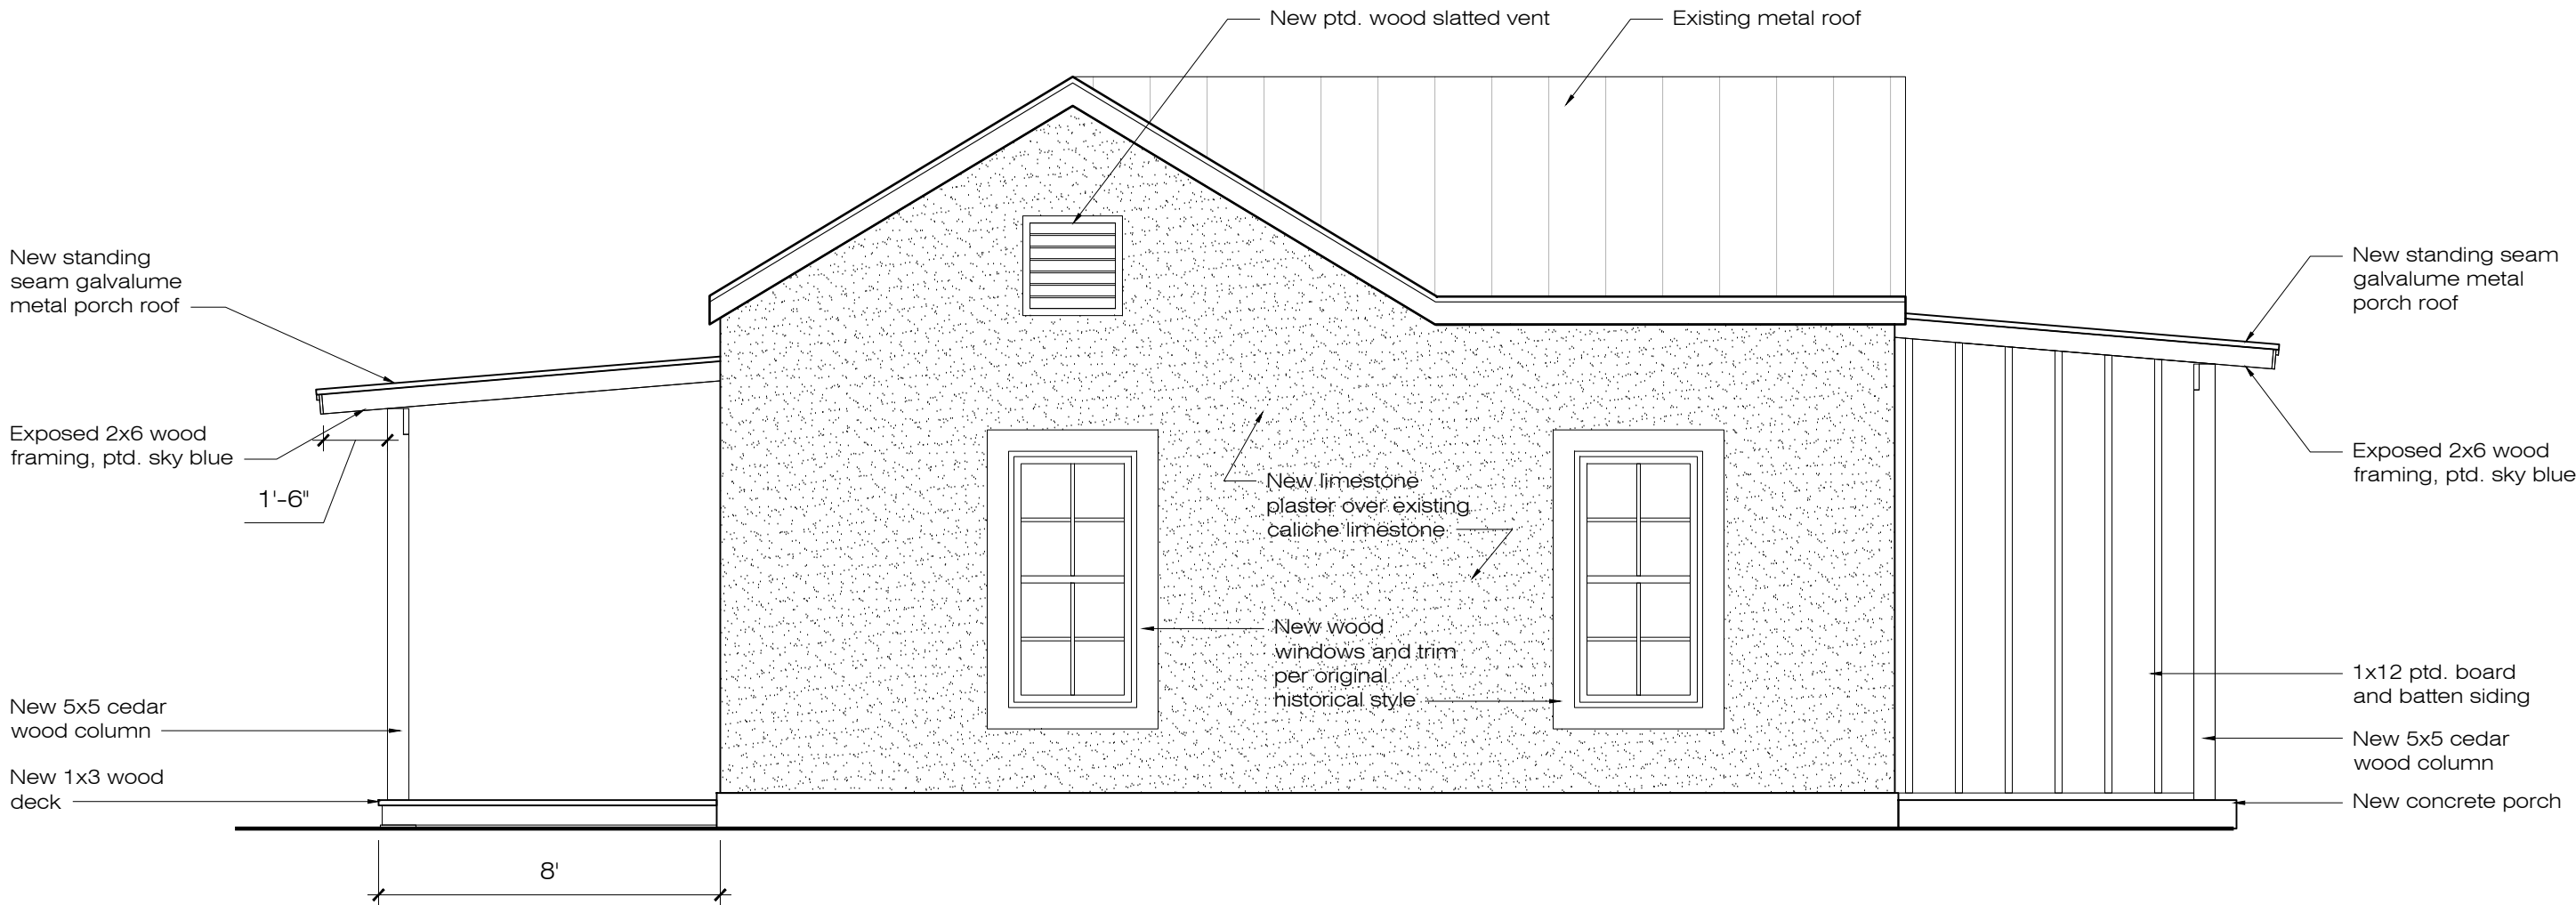 New ptd. wood slatted vent
Existing metal roof
New standing
seam galvalume
metal porch roof
New standing seam
galvalume metal
porch roof
Exposed 2x6 wood
framing, ptd. sky blue
1'-6"
Exposed 2x6 wood
framing, ptd. sky blue
New limestone
plaster over existing
caliche limestone
New wood
windows and trim
per original
historical style
New 5x5 cedar
wood column
New 1x3 wood
deck
1x12 ptd. board
and batten siding
New 5x5 cedar
wood column
New concrete porch
8'